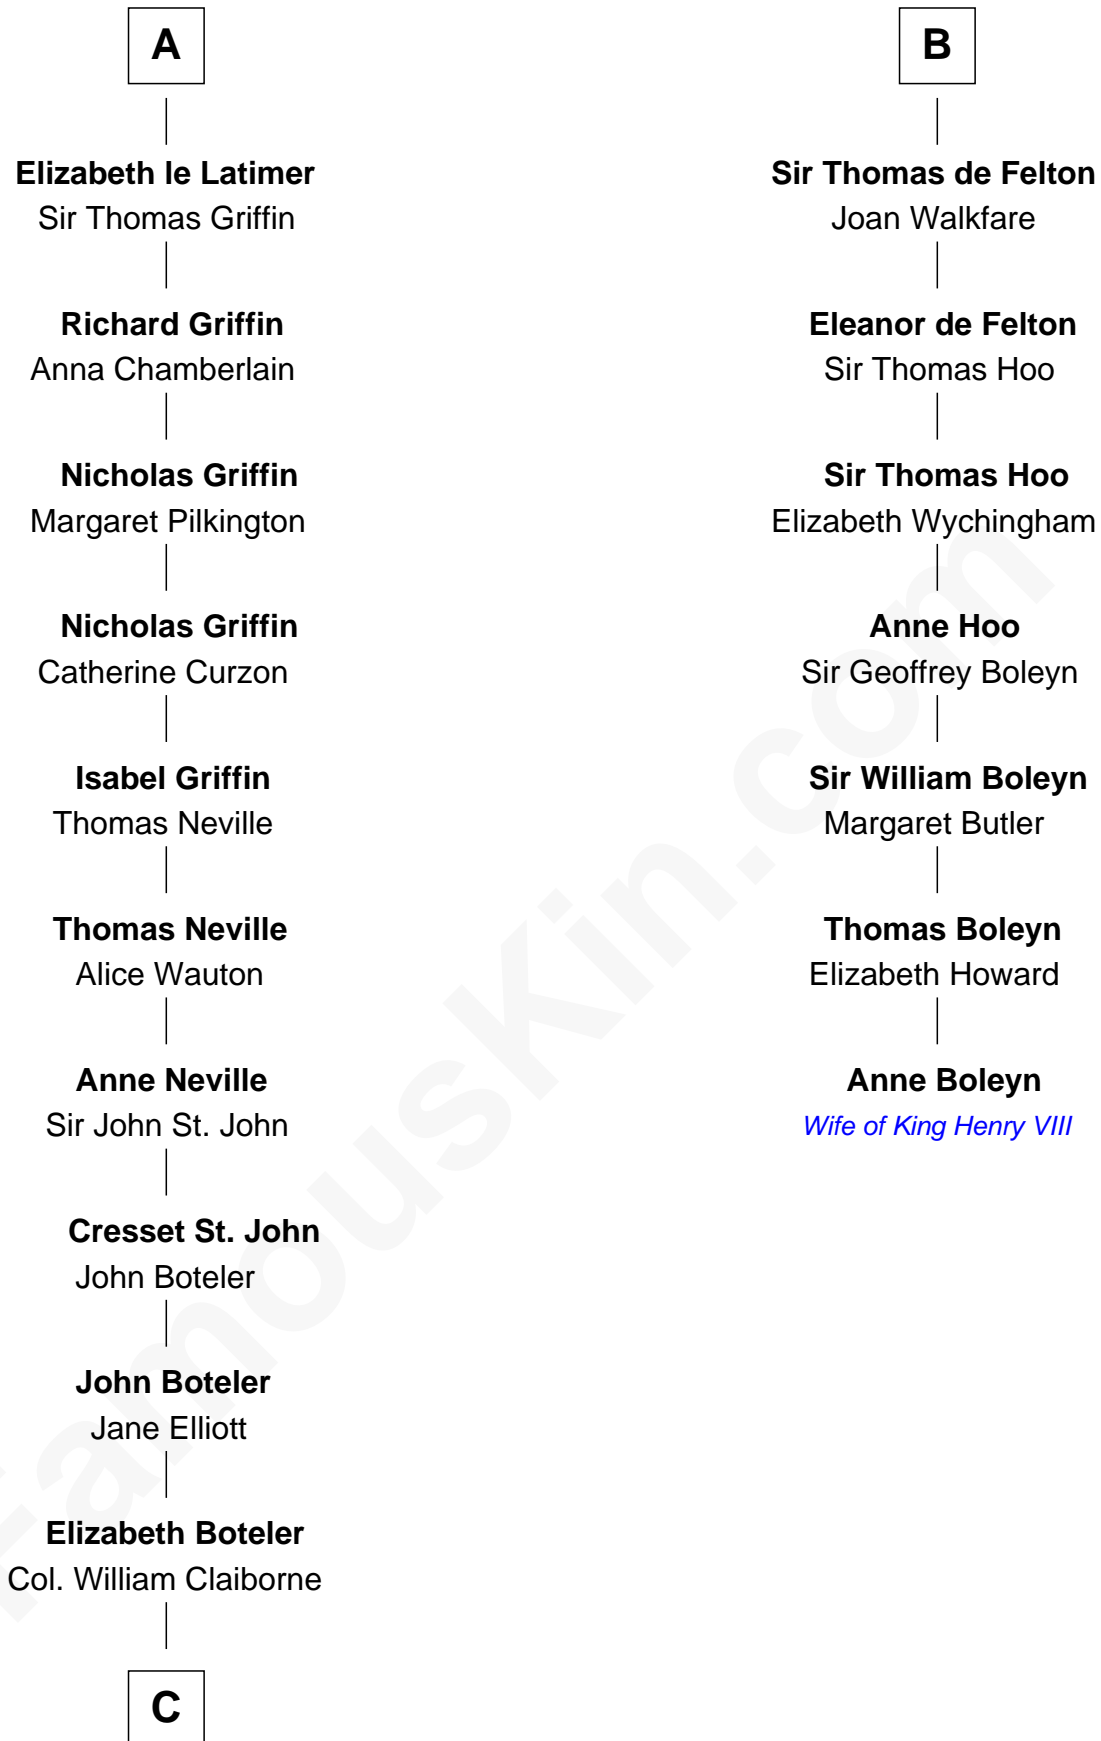 A
Elizabeth le Latimer
Sir Thomas Griffin
Richard Griffin
Anna Chamberlain
Nicholas Griffin
Margaret Pilkington
Nicholas Griffin
Catherine Curzon
Isabel Griffin
Thomas Neville
Thomas Neville
Alice Wauton
Anne Neville
Sir John St. John
Cresset St. John
John Boteler
John Boteler
Jane Elliott
Elizabeth Boteler
Col. William Claiborne
C
B
Sir Thomas de Felton
Joan Walkfare
Eleanor de Felton
Sir Thomas Hoo
Sir Thomas Hoo
Elizabeth Wychingham
Anne Hoo
Sir Geoffrey Boleyn
Sir William Boleyn
Margaret Butler
Thomas Boleyn
Elizabeth Howard
Anne Boleyn
Wife of King Henry VIII
FamousKin.com